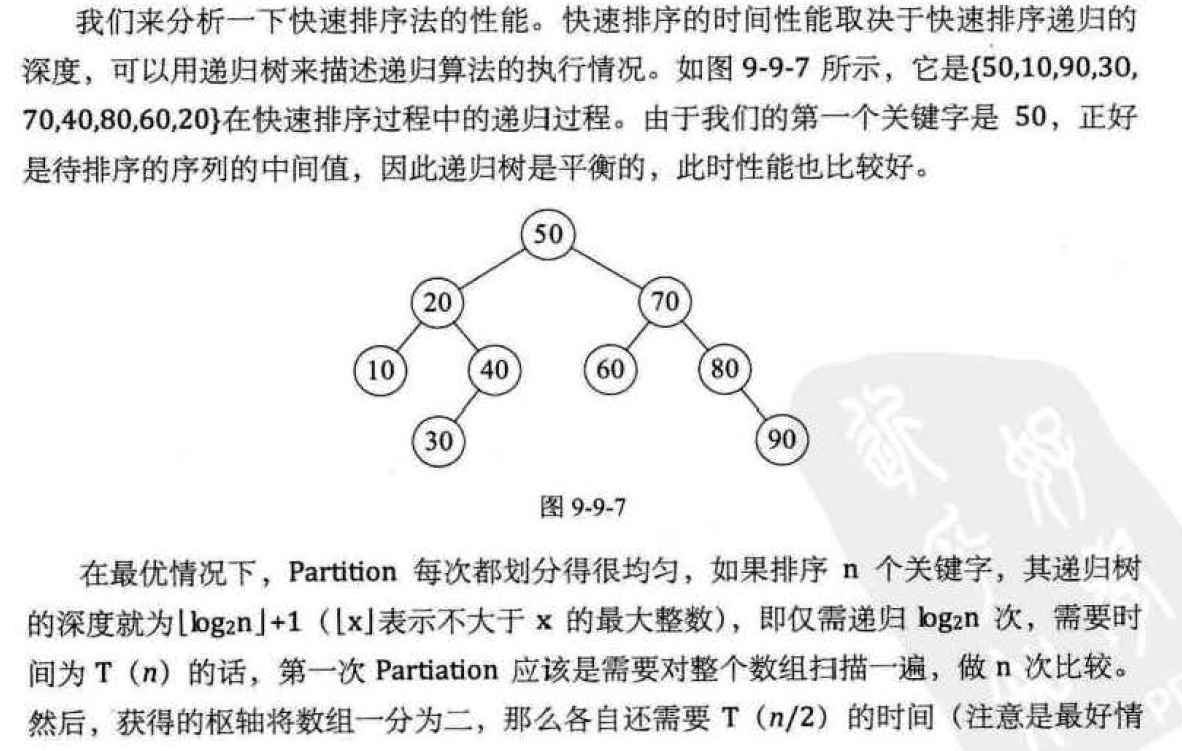 我们来分析一下快速排序法的性能。快速排序的时间性能取决于快速排序递归的
深度，可以用递归树来描述递归算法的执行情况。如图 9-9-7 所示，它是{50,10,90,30,
70,40,80,60,20}在快速排序过程中的递归过程。由于我们的第一个关键字是 50，正好
是待排序的序列的中间值，因此递归树是平衡的，此时性能也比较好。
50
20 70
10 40 60 80
30 90
图 9-9-7
在最优情况下，Partition 每次都划分得很均匀，如果排序 n 个关键字，其递归树
的深度就为⌊log₂n⌋+1（⌊x⌋表示不大于 x 的最大整数），即仅需递归 log₂n 次，需要时
间为 T（n）的话，第一次 Partiation 应该是需要对整个数组扫描一遍，做 n 次比较。
然后，获得的枢轴将数组一分为二，那么各自还需要 T（n/2）的时间（注意是最好情